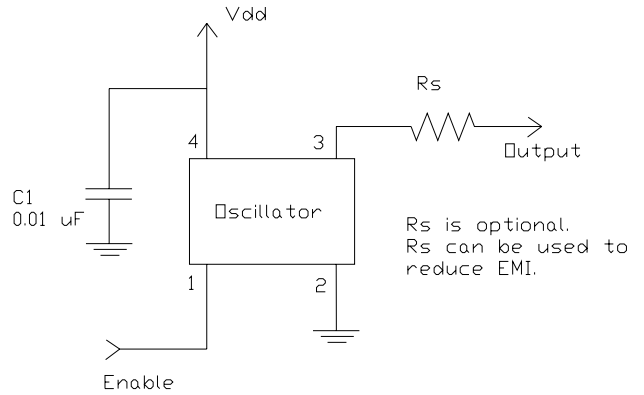 Vdd
Rs
4
3
Output
C1
0.01 uF
Oscillator
Rs is optional.
Rs can be used to
reduce EMI.
1
2
Enable